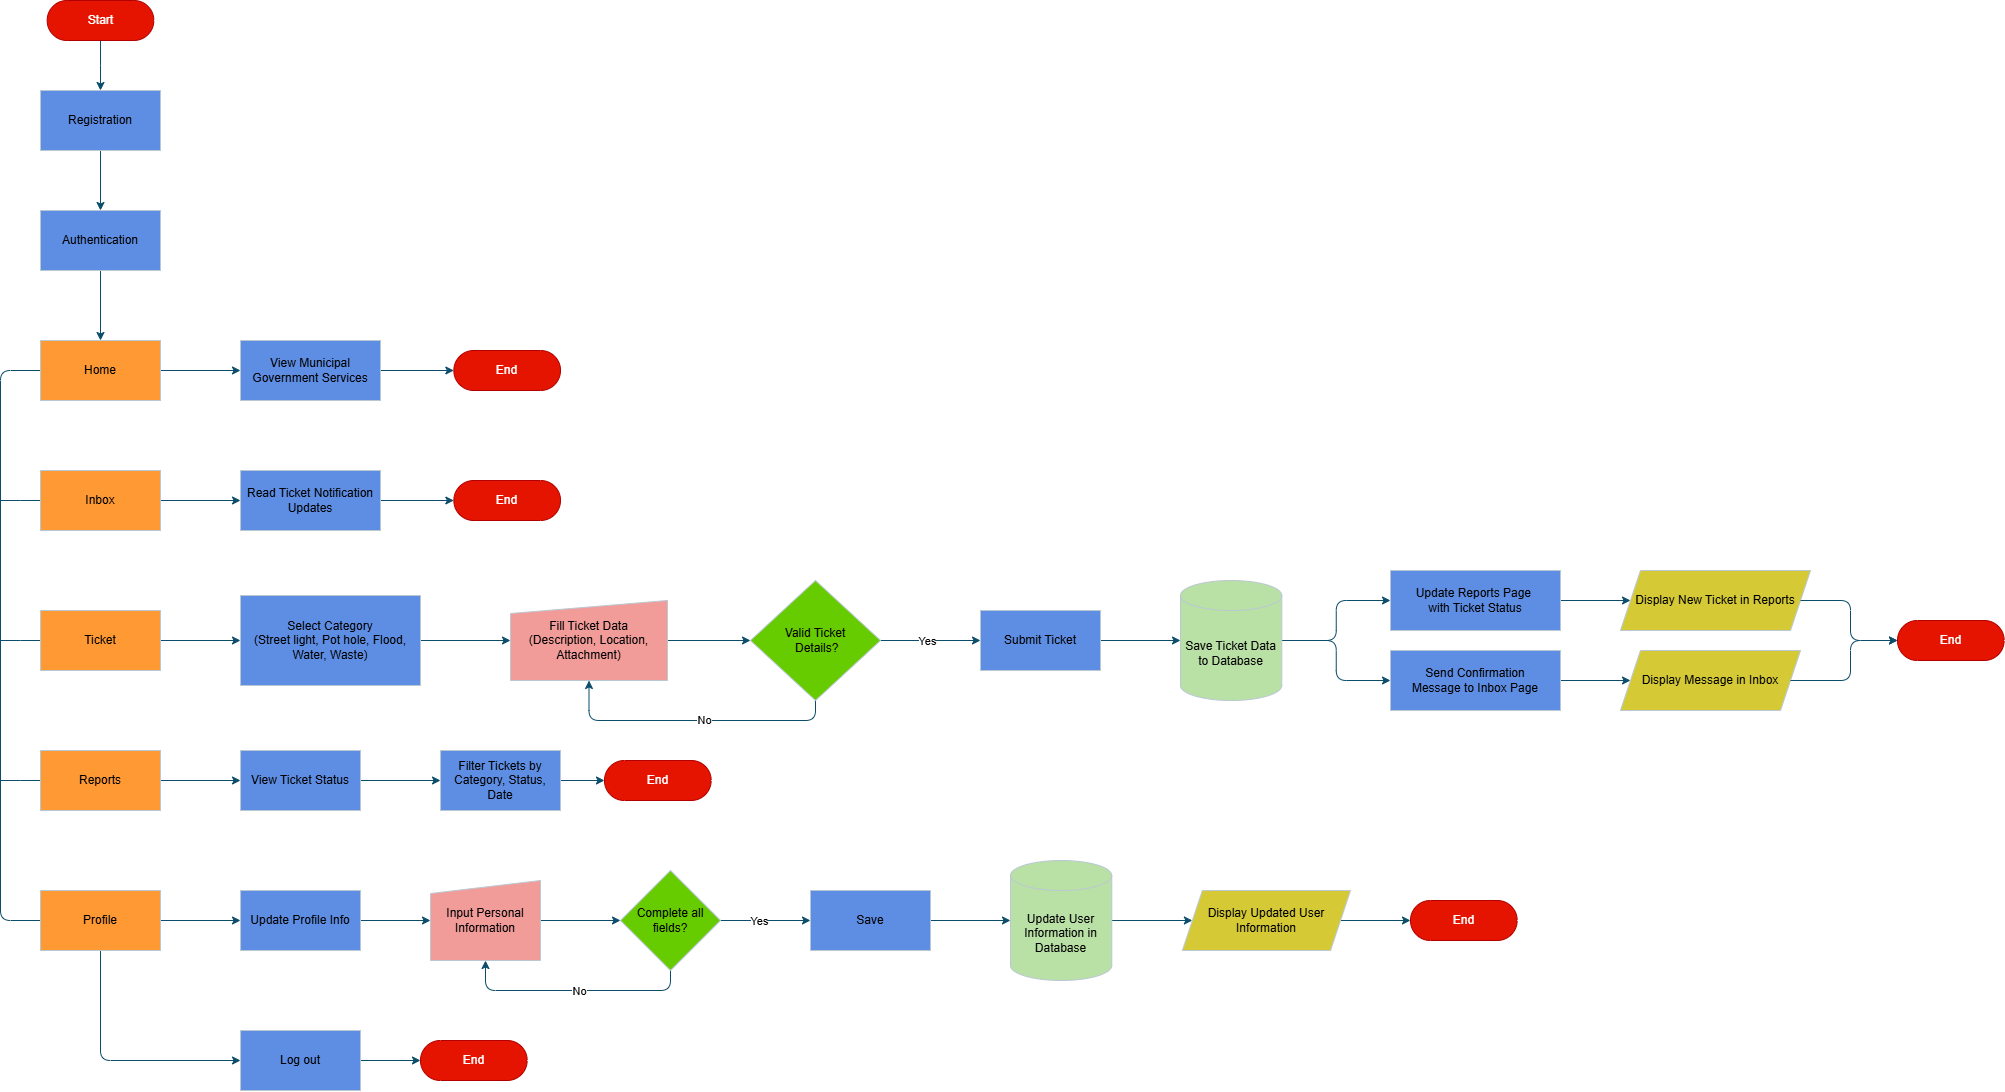 Start
Registration
Authentication
Home
View Municipal
Government Services
End
Inbox
Read Ticket Notification
Updates
End
Ticket
Select Category
(Street light, Pot hole, Flood,
Water, Waste)
Fill Ticket Data
(Description, Location,
Attachment)
Valid Ticket
Details?
Yes
No
Submit Ticket
Save Ticket Data
to Database
Update Reports Page
with Ticket Status
Display New Ticket in Reports
Send Confirmation
Message to Inbox Page
Display Message in Inbox
End
Reports
View Ticket Status
Filter Tickets by
Category, Status,
Date
End
Profile
Update Profile Info
Input Personal
Information
Complete all
fields?
Yes
No
Save
Update User
Information in
Database
Display Updated User
Information
End
Log out
End